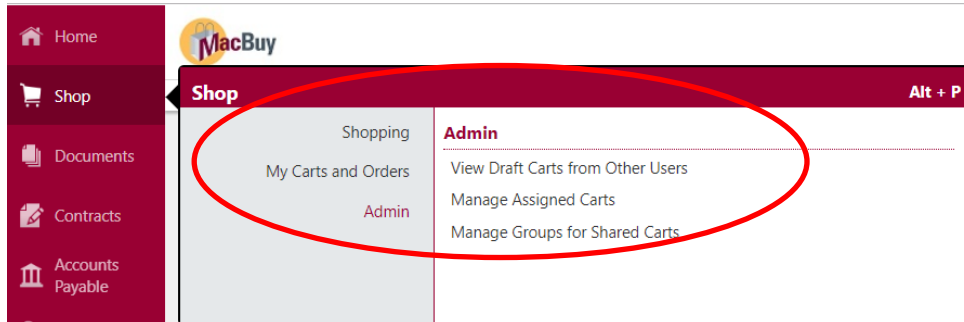 Home
MacBuy
Shop
Shop
Alt + P
Documents
Contracts
Accounts
Payable
Shopping
My Carts and Orders
Admin
Admin
View Draft Carts from Other Users
Manage Assigned Carts
Manage Groups for Shared Carts